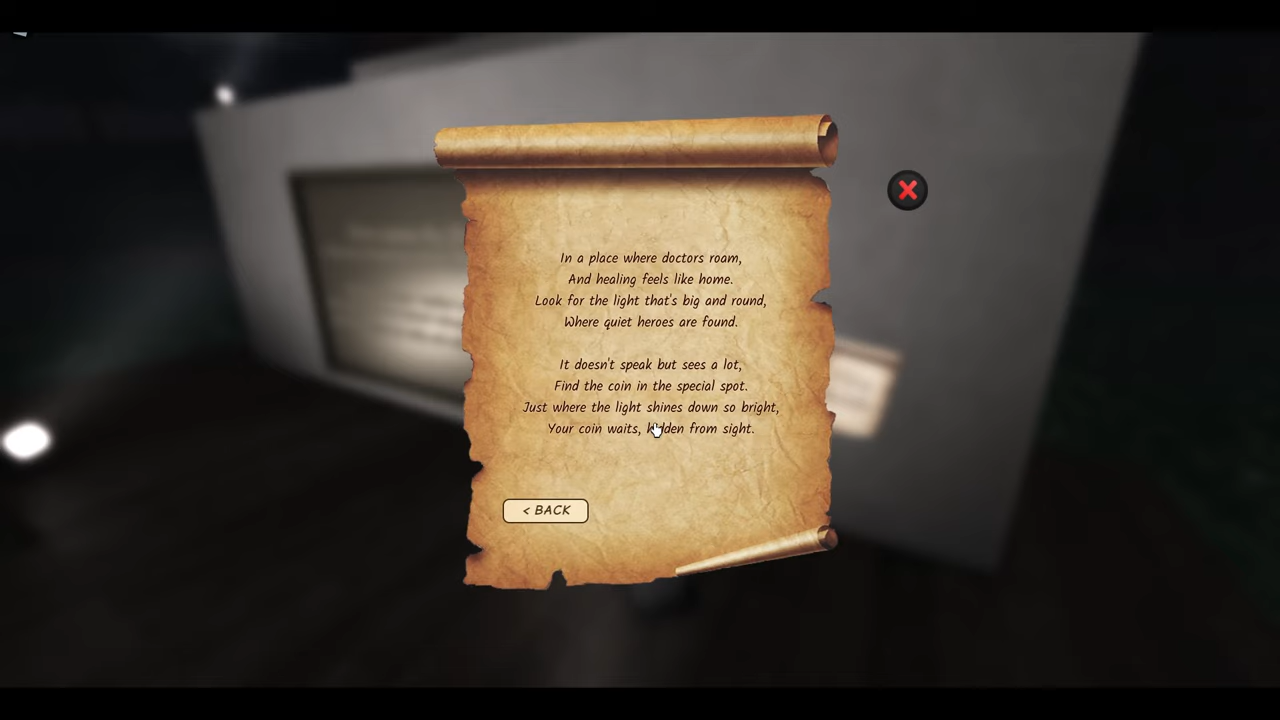 In a place where doctors roam,
And healing feels like home.
Look for the light that's big and round,
Where quiet heroes are found.
It doesn't speak but sees a lot,
Find the coin in the special spot.
Just where the light shines down so bright,
Your coin waits, hidden from sight.
< BACK